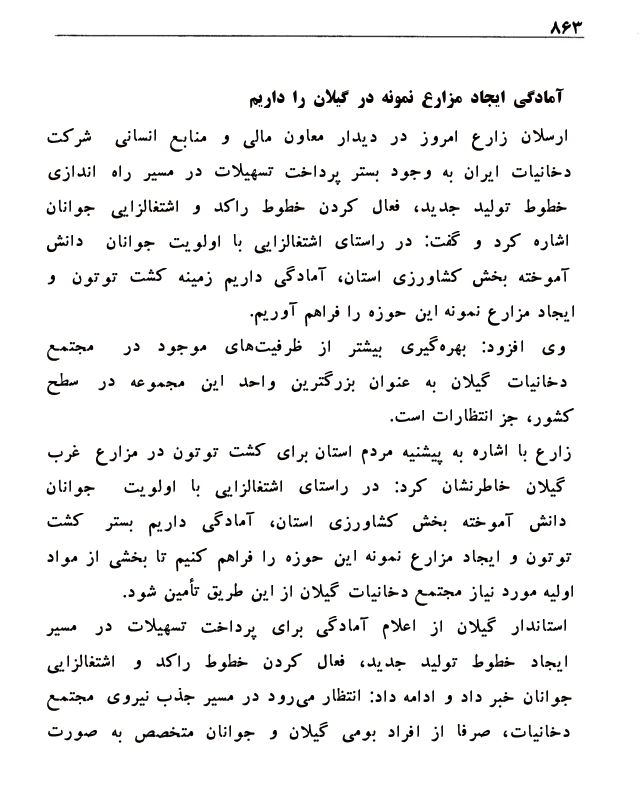 ۸۶۳
آمادگی ایجاد مزارع نمونه در گیلان را داریم
ارسلان زارع امروز در دیدار معاون مالی و منابع انسانی شرکت
دخانیات ایران به وجود بستر پرداخت تسهیلات در مسیر راه اندازی
خطوط تولید جدید، فعال کردن خطوط راکد و اشتغالزایی جوانان
اشاره کرد و گفت: در راستای اشتغالزایی با اولویت جوانان دانش
آموخته بخش کشاورزی استان، آمادگی داریم زمینه کشت توتون و
ایجاد مزارع نمونه این حوزه را فراهم آوریم.
وی افزود: بهره‌گیری بیشتر از ظرفیت‌های موجود در مجتمع
دخانیات گیلان به عنوان بزرگترین واحد این مجموعه در سطح
کشور، جز انتظارات است.
زارع با اشاره به پیشنیه مردم استان برای کشت توتون در مزارع غرب
گیلان خاطرنشان کرد: در راستای اشتغالزایی با اولویت جوانان
دانش آموخته بخش کشاورزی استان، آمادگی داریم بستر کشت
توتون و ایجاد مزارع نمونه این حوزه را فراهم کنیم تا بخشی از مواد
اولیه مورد نیاز مجتمع دخانیات گیلان از این طریق تأمین شود.
استاندار گیلان از اعلام آمادگی برای پرداخت تسهیلات در مسیر
ایجاد خطوط تولید جدید، فعال کردن خطوط راکد و اشتغالزایی
جوانان خبر داد و ادامه داد: انتظار می‌رود در مسیر جذب نیروی مجتمع
دخانیات، صرفا از افراد بومی گیلان و جوانان متخصص به صورت